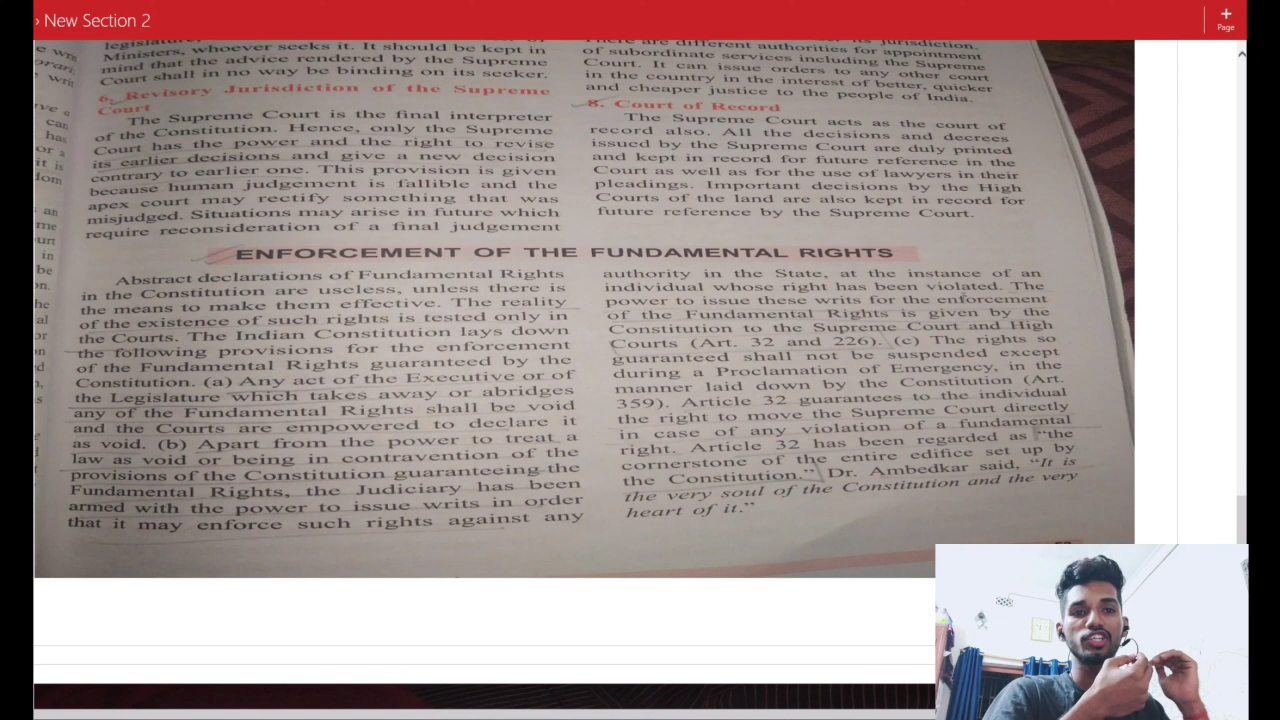 › New Section 2
+
Page
legislature,
Ministers, whoever seeks it. It should be kept in
mind that the advice rendered by the Supreme
Court shall in no way be binding on its seeker.
6. Revisory Jurisdiction of the Supreme
Court
The Supreme Court is the final interpreter
of the Constitution. Hence, only the Supreme
Court has the power and the right to revise
its earlier decisions and give a new decision
contrary to earlier one. This provision is given
because human judgement is fallible and the
apex court may rectify something that was
misjudged. Situations may arise in future which
require reconsideration of a final judgement
There are different authorities for appointment
of subordinate services including the Supreme
Court. It can issue orders to any other court
in the country in the interest of better, quicker
and cheaper justice to the people of India.
8. Court of Record
The Supreme Court acts as the court of
record also. All the decisions and decrees
issued by the Supreme Court are duly printed
and kept in record for future reference in the
Court as well as for the use of lawyers in their
pleadings. Important decisions by the High
Courts of the land are also kept in record for
future reference by the Supreme Court.
ENFORCEMENT OF THE FUNDAMENTAL RIGHTS
Abstract declarations of Fundamental Rights
in the Constitution are useless, unless there is
the means to make them effective. The reality
of the existence of such rights is tested only in
the Courts. The Indian Constitution lays down
the following provisions for the enforcement
of the Fundamental Rights guaranteed by the
Constitution. (a) Any act of the Executive or of
the Legislature which takes away or abridges
any of the Fundamental Rights shall be void
and the Courts are empowered to declare it
as void. (b) Apart from the power to treat a
law as void or being in contravention of the
provisions of the Constitution guaranteeing the
Fundamental Rights, the Judiciary has been
armed with the power to issue writs in order
that it may enforce such rights against any
authority in the State, at the instance of an
individual whose right has been violated. The
power to issue these writs for the enforcement
of the Fundamental Rights is given by the
Constitution to the Supreme Court and High
Courts (Art. 32 and 226). (c) The rights so
guaranteed shall not be suspended except
during a Proclamation of Emergency, in the
manner laid down by the Constitution (Art.
359). Article 32 guarantees to the individual
the right to move the Supreme Court directly
in case of any violation of a fundamental
right. Article 32 has been regarded as "the
cornerstone of the entire edifice set up by
the Constitution." Dr. Ambedkar said, "It is
the very soul of the Constitution and the very
heart of it."